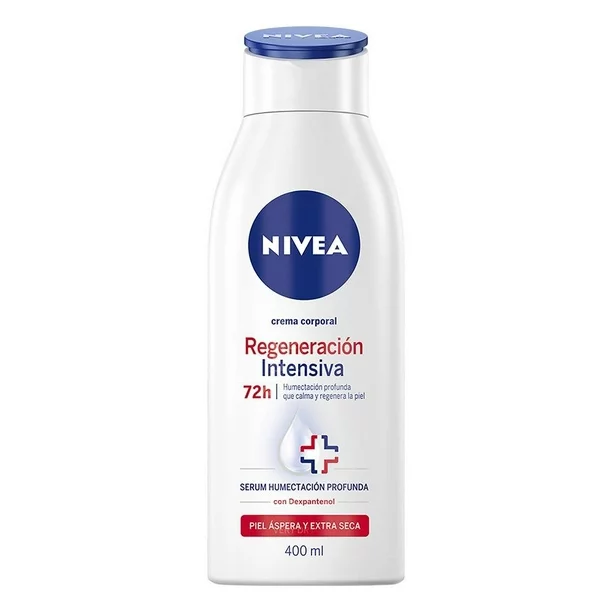 NIVEA
NIVEA
crema corporal
Regeneración
Intensiva
72h
Humectación profunda
que calma y regenera la piel
SERUM HUMECTACIÓN PROFUNDA
con Dexpantenol
PIEL ÁSPERA Y EXTRA SECA
400 ml